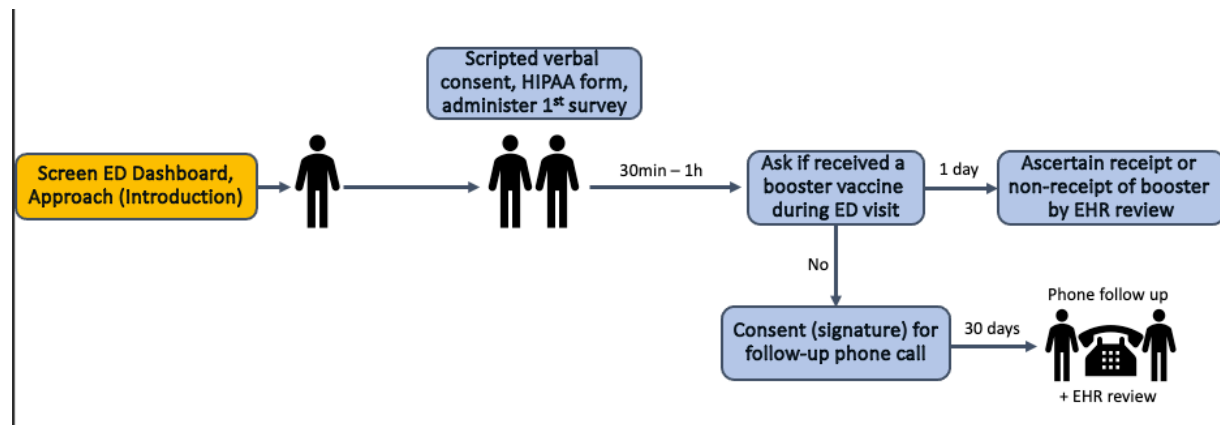 Scripted verbal
consent, HIPAA form,
administer 1st survey
Screen ED Dashboard,
Approach (Introduction)
30min – 1h
Ask if received a
booster vaccine
during ED visit
1 day
Ascertain receipt or
non-receipt of booster
by EHR review
No
Consent (signature) for
follow-up phone call
30 days
Phone follow up
+ EHR review